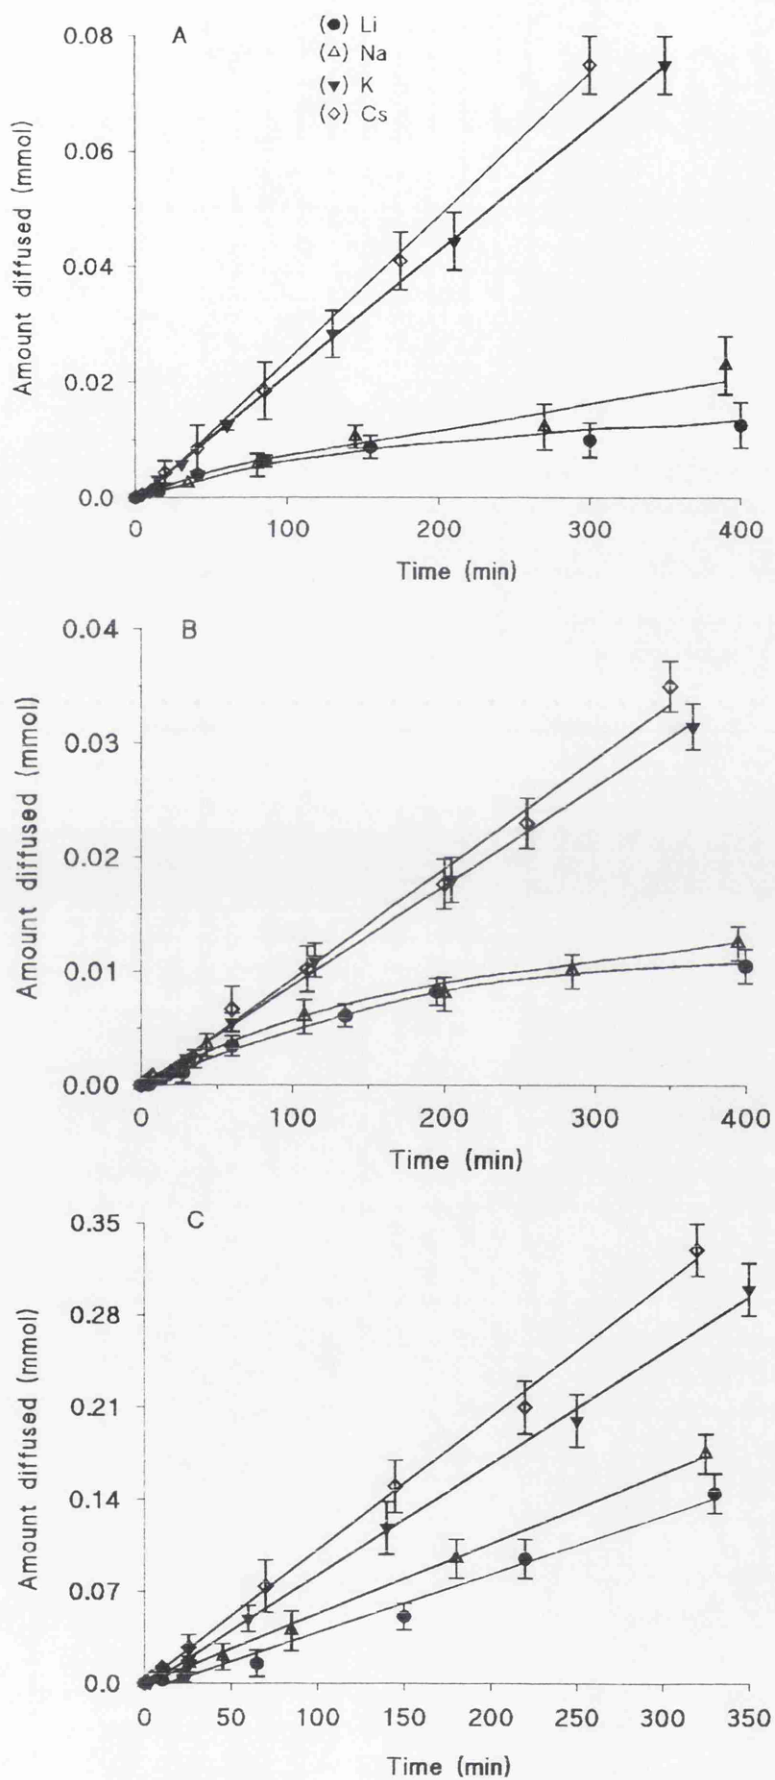 A
(●) Li
(△) Na
(▼) K
(◇) Cs
Amount diffused (mmol)
0.08
0.06
0.04
0.02
0.0
0 100 200 300 400
Time (min)
B
Amount diffused (mmol)
0.04
0.03
0.02
0.01
0.00
0 100 200 300 400
Time (min)
C
Amount diffused (mmol)
0.35
0.28
0.21
0.14
0.07
0.0
0 50 100 150 200 250 300 350
Time (min)